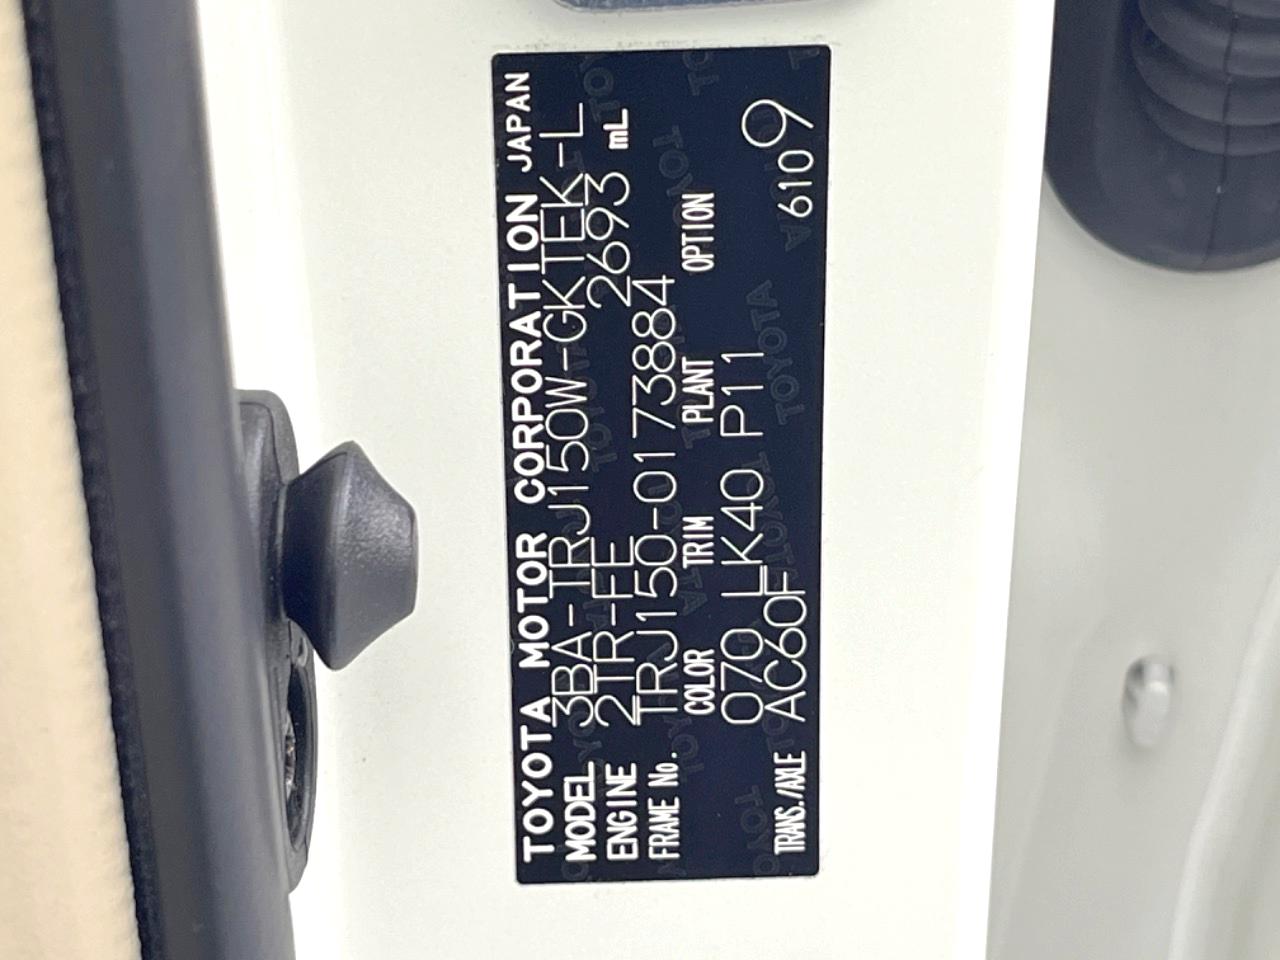 TOYOTA MOTOR CORPORATION JAPAN
MODEL 3BA-TRJ150W-GKTEK-L
ENGINE 2TR-FE 2693 mL
FRAME No. TRJ150-0173884
COLOR TRIM PLANT OPTION
070 LK40 P11 9
TRANS./AXLE AC60F 6109